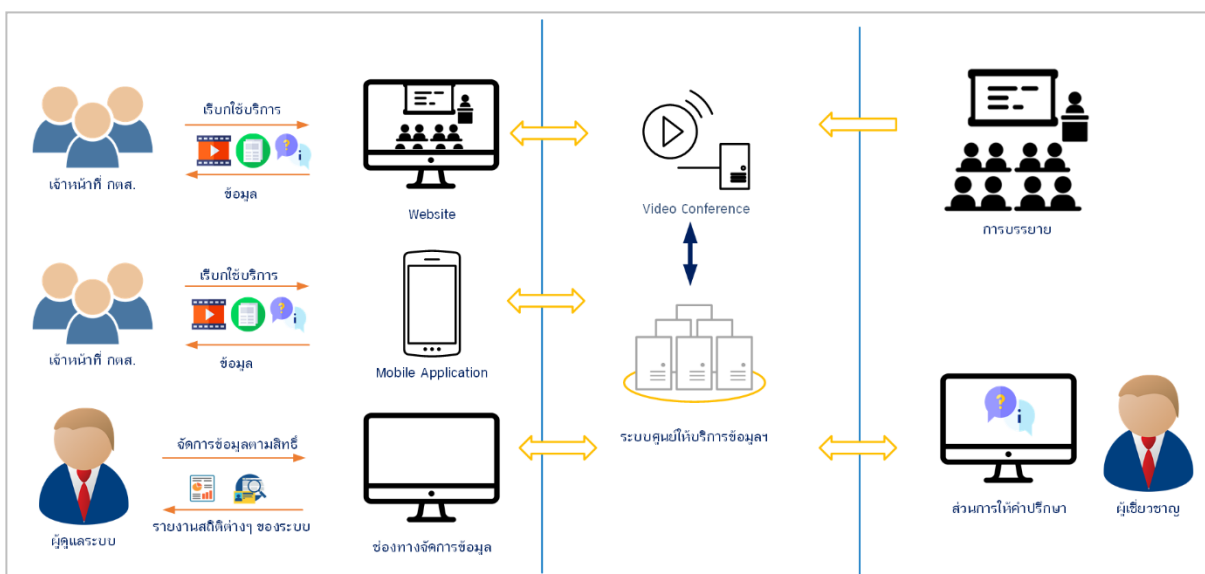 เรียกใช้บริการ
เจ้าหน้าที่ กตส.
ข้อมูล
Website
Video Conference
การบรรยาย
เรียกใช้บริการ
เจ้าหน้าที่ กตส.
ข้อมูล
Mobile Application
ระบบศูนย์ให้บริการข้อมูลฯ
จัดการข้อมูลตามสิทธิ์
รายงานสถิติต่างๆ ของระบบ
ผู้ดูแลระบบ
ช่องทางจัดการข้อมูล
ส่วนการให้คำปรึกษา
ผู้เชี่ยวชาญ